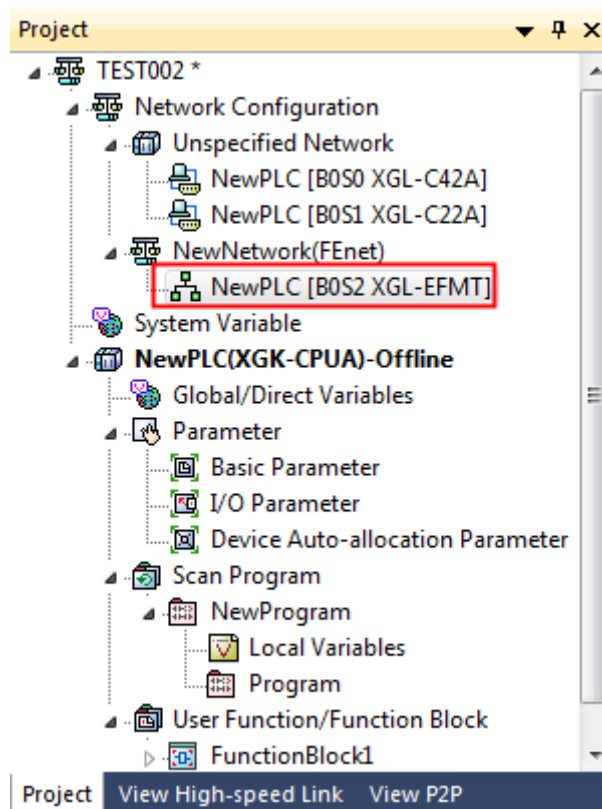 Project
TEST002 *
Network Configuration
Unspecified Network
NewPLC [B0S0 XGL-C42A]
NewPLC [B0S1 XGL-C22A]
NewNetwork(FEnet)
NewPLC [B0S2 XGL-EFMT]
System Variable
NewPLC(XGK-CPUA)-Offline
Global/Direct Variables
Parameter
Basic Parameter
I/O Parameter
Device Auto-allocation Parameter
Scan Program
NewProgram
Local Variables
Program
User Function/Function Block
FunctionBlock1
Project View High-speed Link View P2P